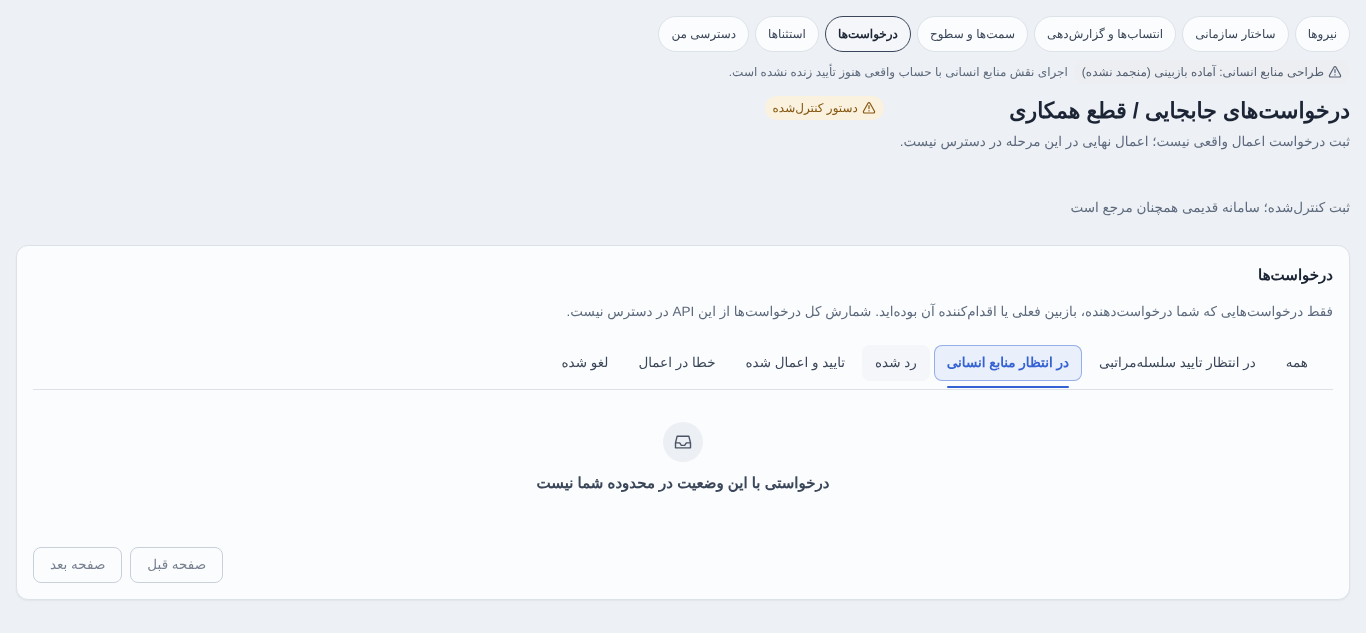 نیروها
ساختار سازمانی
انتساب‌ها و گزارش‌دهی
سمت‌ها و سطوح
درخواست‌ها
استثناها
دسترسی من
طراحی منابع انسانی: آماده بازبینی (منجمد نشده)
اجرای نقش منابع انسانی با حساب واقعی هنوز تأیید زنده نشده است.
درخواست‌های جابجایی / قطع همکاری
دستور کنترل‌شده
ثبت درخواست اعمال واقعی نیست؛ اعمال نهایی در این مرحله در دسترس نیست.
ثبت کنترل‌شده؛ سامانه قدیمی همچنان مرجع است
درخواست‌ها
فقط درخواست‌هایی که شما درخواست‌دهنده، بازبین فعلی یا اقدام‌کننده آن بوده‌اید. شمارش کل درخواست‌ها از این API در دسترس نیست.
همه
در انتظار تایید سلسله‌مراتبی
در انتظار منابع انسانی
رد شده
تایید و اعمال شده
خطا در اعمال
لغو شده
درخواستی با این وضعیت در محدوده شما نیست
صفحه قبل
صفحه بعد